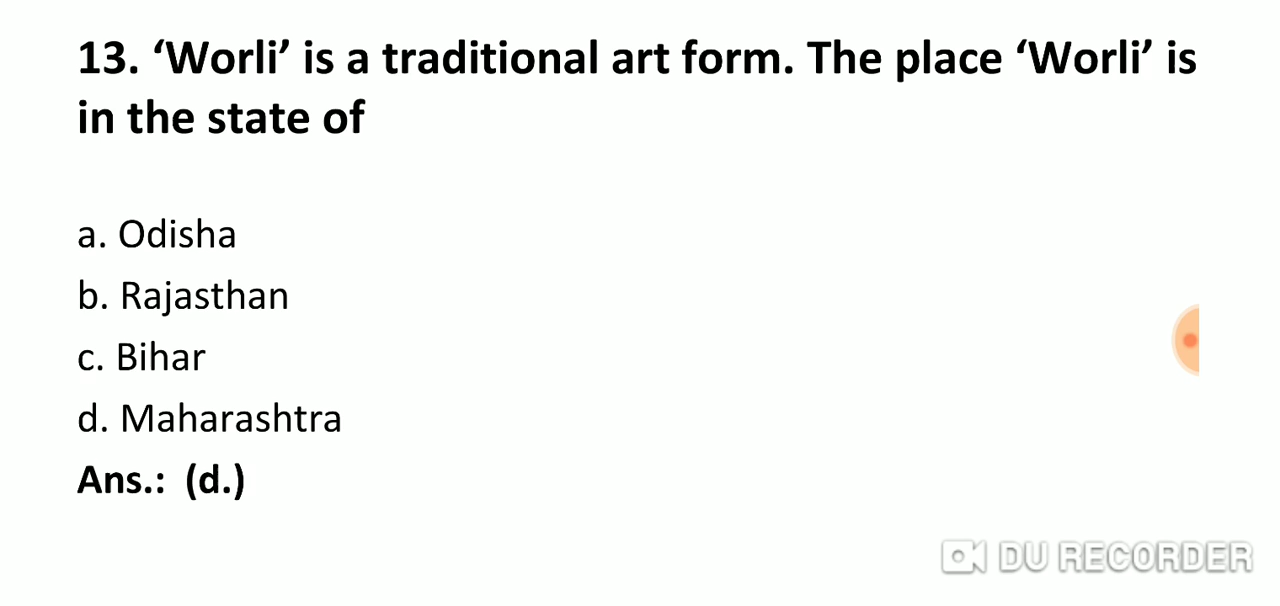 13. ‘Worli’ is a traditional art form. The place ‘Worli’ is
in the state of
a. Odisha
b. Rajasthan
c. Bihar
d. Maharashtra
Ans.: (d.)
DU RECORDER